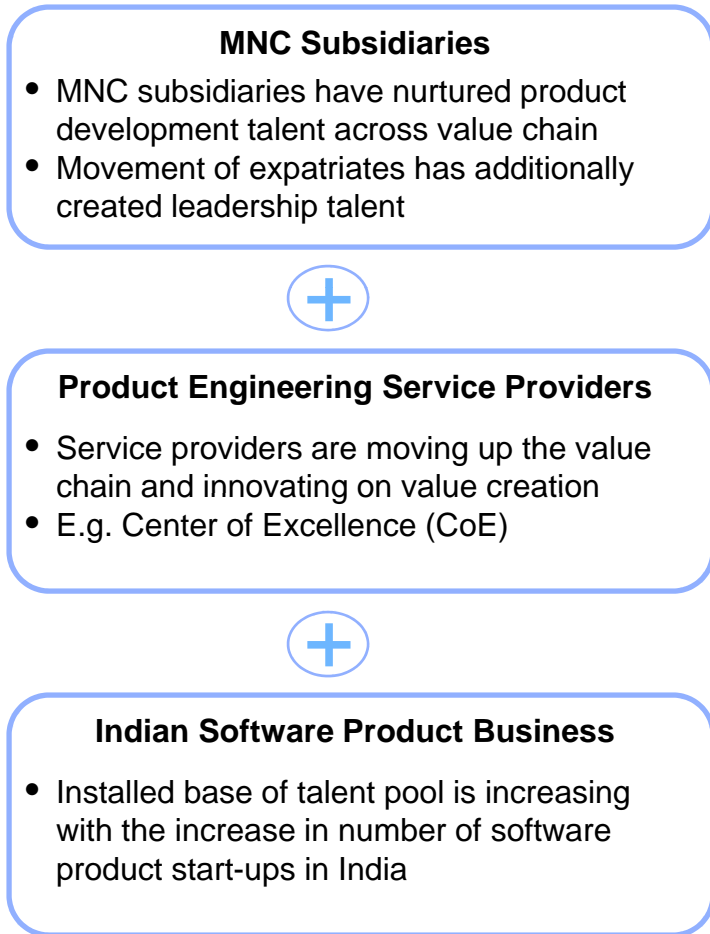 MNC Subsidiaries
• MNC subsidiaries have nurtured product
development talent across value chain
• Movement of expatriates has additionally
created leadership talent
+
Product Engineering Service Providers
• Service providers are moving up the value
chain and innovating on value creation
• E.g. Center of Excellence (CoE)
+
Indian Software Product Business
• Installed base of talent pool is increasing
with the increase in number of software
product start-ups in India